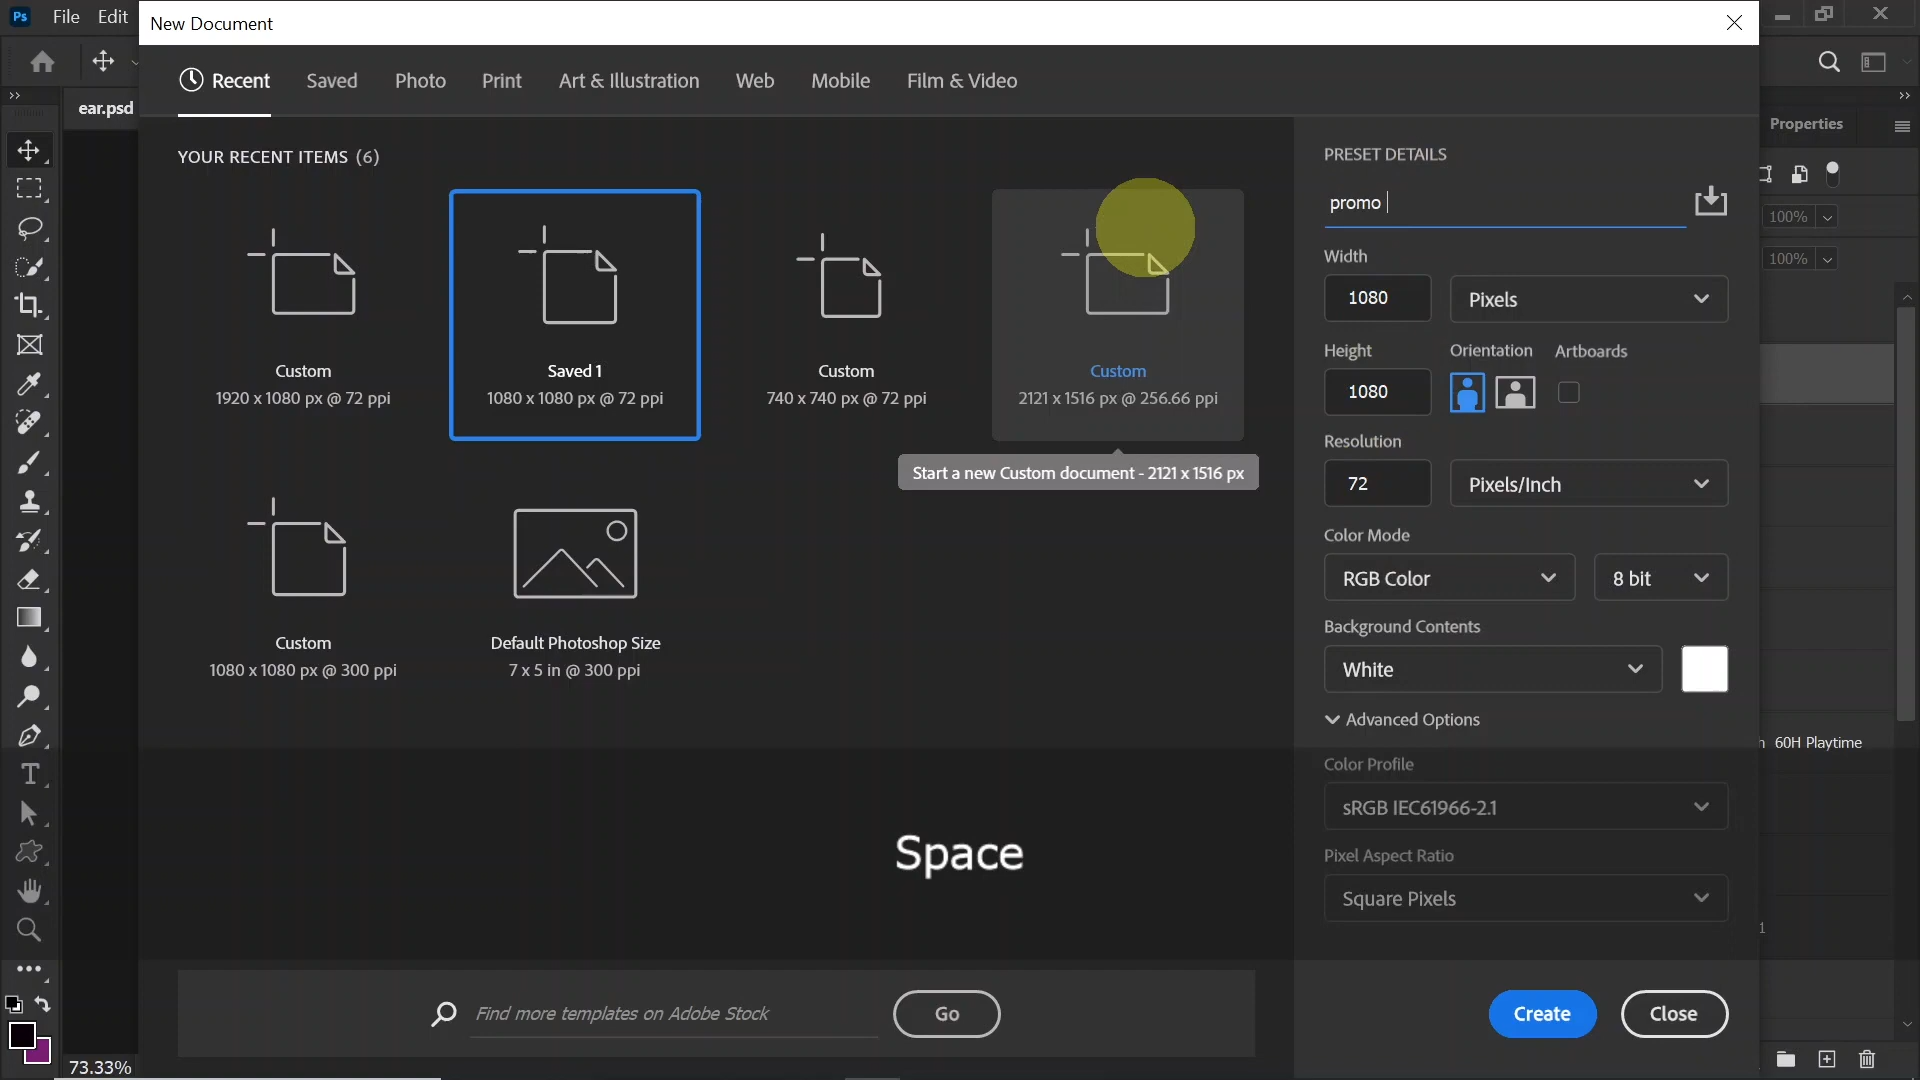 Ps File Edit
New Document
Recent Saved Photo Print Art & Illustration Web Mobile Film & Video
ear.psd
Properties
YOUR RECENT ITEMS (6)
Custom
1920 x 1080 px @ 72 ppi
Saved 1
1080 x 1080 px @ 72 ppi
Custom
740 x 740 px @ 72 ppi
Custom
2121 x 1516 px @ 256.66 ppi
Start a new Custom document - 2121 x 1516 px
Custom
1080 x 1080 px @ 300 ppi
Default Photoshop Size
7 x 5 in @ 300 ppi
Space
Find more templates on Adobe Stock
Go
PRESET DETAILS
promo
Width
1080 Pixels
Height Orientation Artboards
1080
Resolution
72 Pixels/Inch
Color Mode
RGB Color 8 bit
Background Contents
White
Advanced Options
Color Profile
sRGB IEC61966-2.1
Pixel Aspect Ratio
Square Pixels
Create Close
100%
100%
h 60H Playtime
1
73.33%